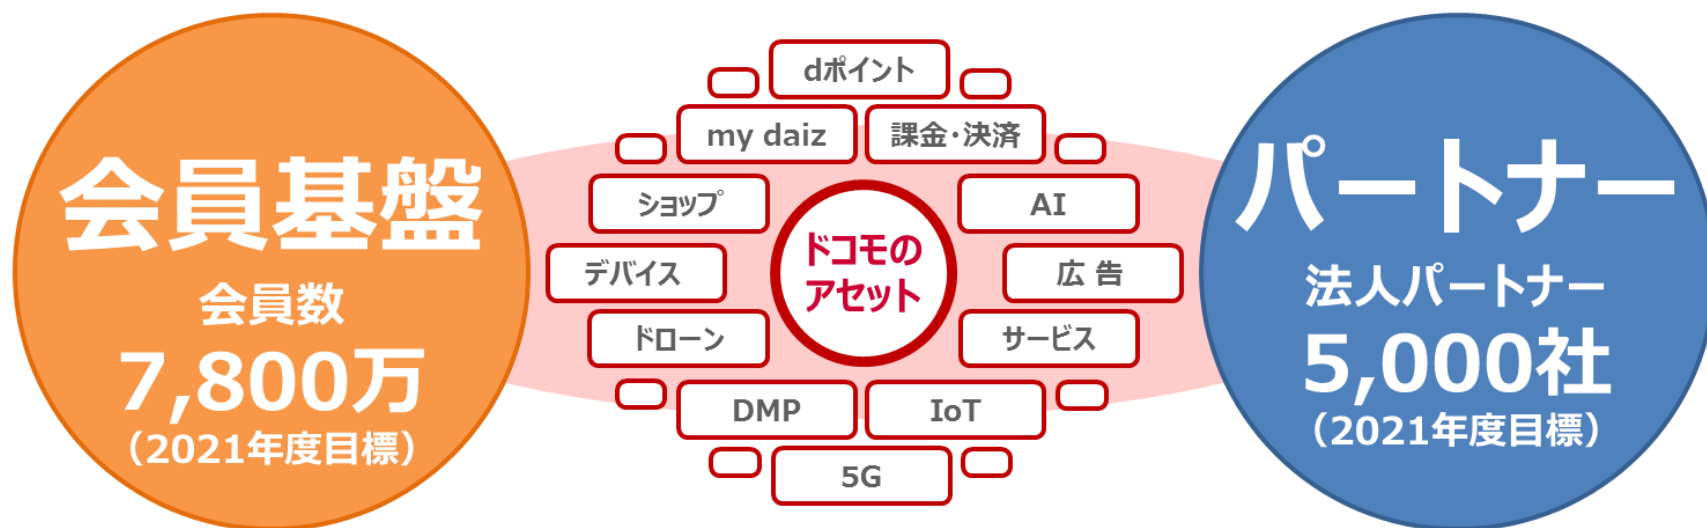 会員基盤
会員数
7,800万
（2021年度目標）
dポイント
my daiz
課金・決済
ショップ
AI
デバイス
ドコモの
アセット
広 告
ドローン
サービス
DMP
IoT
5G
パートナー
法人パートナー
5,000社
（2021年度目標）